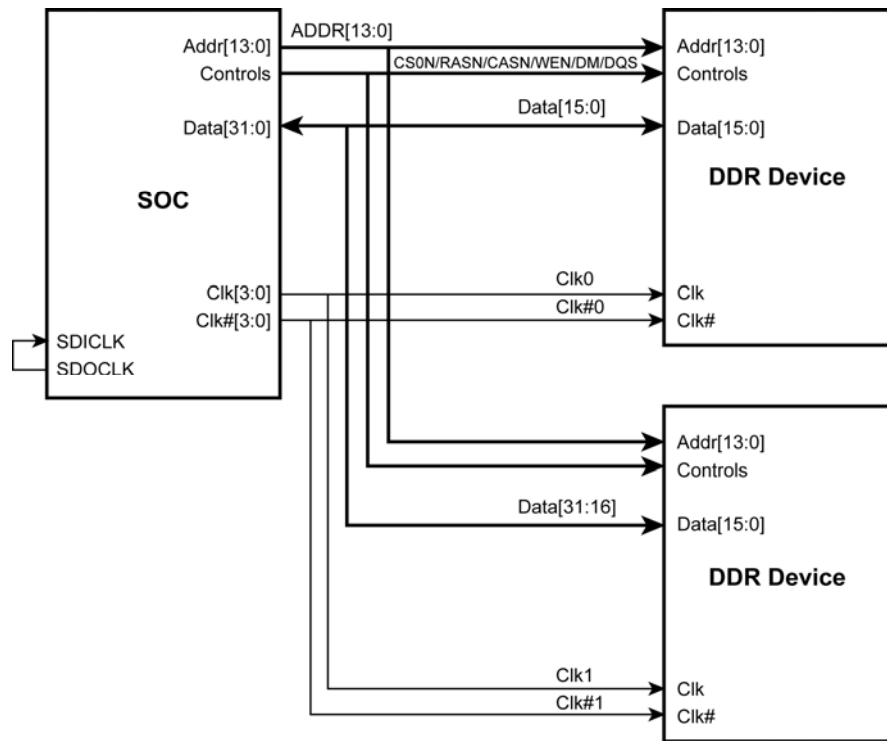 ADDR[13:0]
Addr[13:0]
Controls
Data[31:0]
SOC
Clk[3:0]
Clk#[3:0]
SDICLK
SDOCLK
CS0N/RASN/CASN/WEN/DM/DQS
Data[15:0]
Clk0
Clk#0
Addr[13:0]
Controls
Data[15:0]
DDR Device
Clk
Clk#
Data[31:16]
Clk1
Clk#1
Addr[13:0]
Controls
Data[15:0]
DDR Device
Clk
Clk#